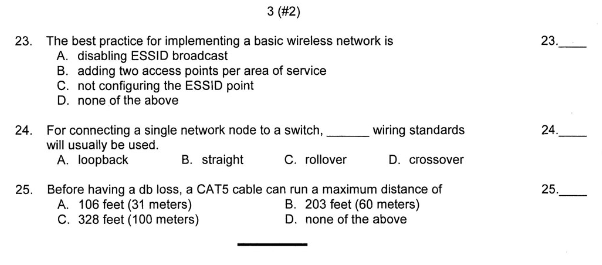 3 (#2)
23. The best practice for implementing a basic wireless network is 23.____
A. disabling ESSID broadcast
B. adding two access points per area of service
C. not configuring the ESSID point
D. none of the above
24. For connecting a single network node to a switch, ______ wiring standards 24.____
will usually be used.
A. loopback B. straight C. rollover D. crossover
25. Before having a db loss, a CAT5 cable can run a maximum distance of 25.____
A. 106 feet (31 meters) B. 203 feet (60 meters)
C. 328 feet (100 meters) D. none of the above